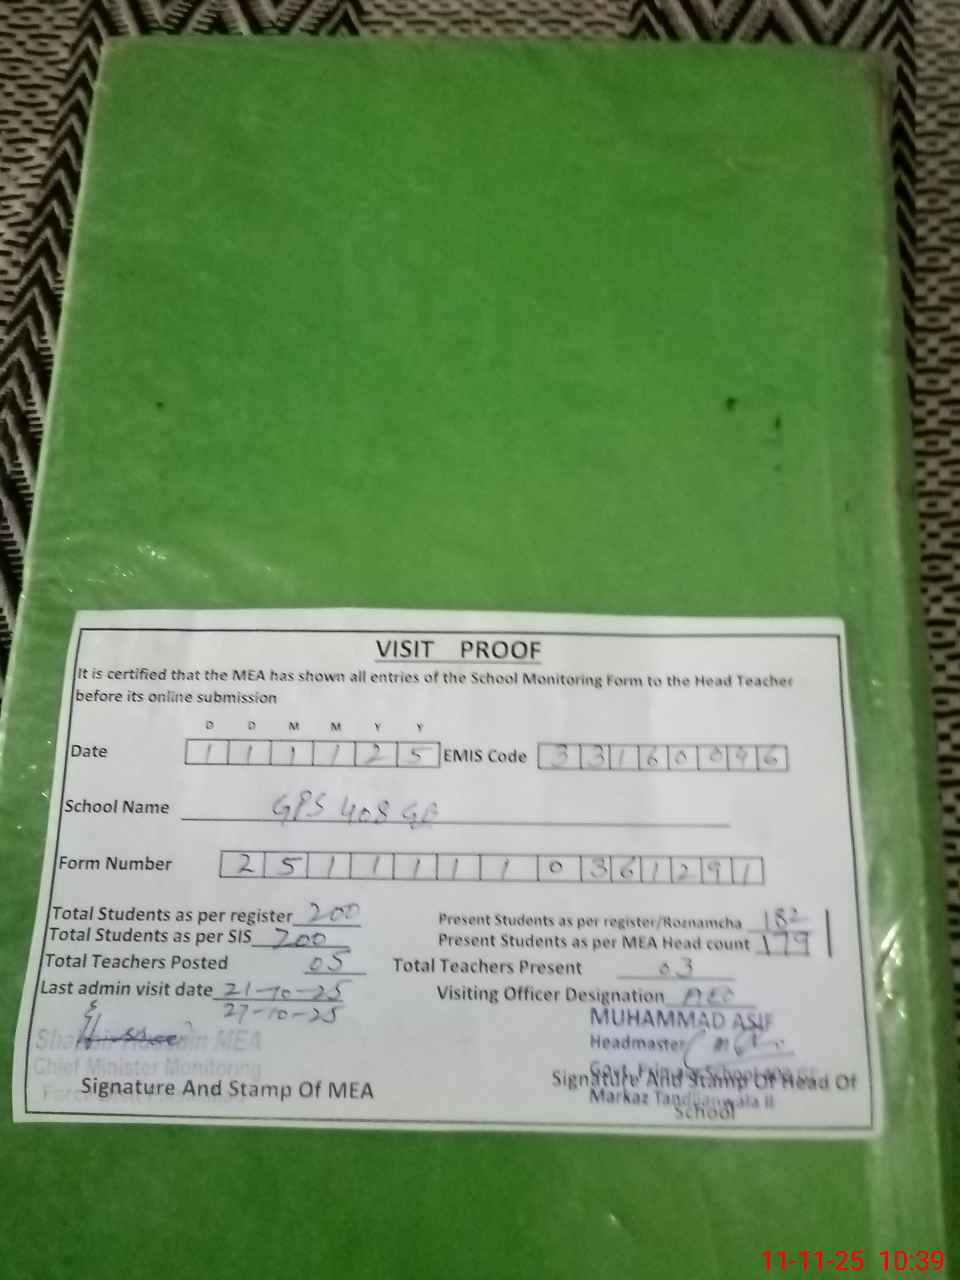 VISIT PROOF
It is certified that the MEA has shown all entries of the School Monitoring Form to the Head Teacher
before its online submission
D D M M Y Y
Date 1 1 1 1 2 5 EMIS Code 3 3 1 6 0 0 9 6
School Name GPS 408 GB
Form Number 2 5 1 1 1 1 1 0 3 6 1 2 9 1
Total Students as per register 200 Present Students as per register/Roznamcha 182
Total Students as per SIS 200 Present Students as per MEA Head count 179
Total Teachers Posted 05 Total Teachers Present 03
Last admin visit date 21-10-25 Visiting Officer Designation AEO
27-10-25
MUHAMMAD ASIF
MEA Headmaster
Chief Minister Monitoring
Signature And Stamp Of MEA Signature And Stamp Of Head Of
Markaz Tandlianwala II
School
11-11-25 10:39